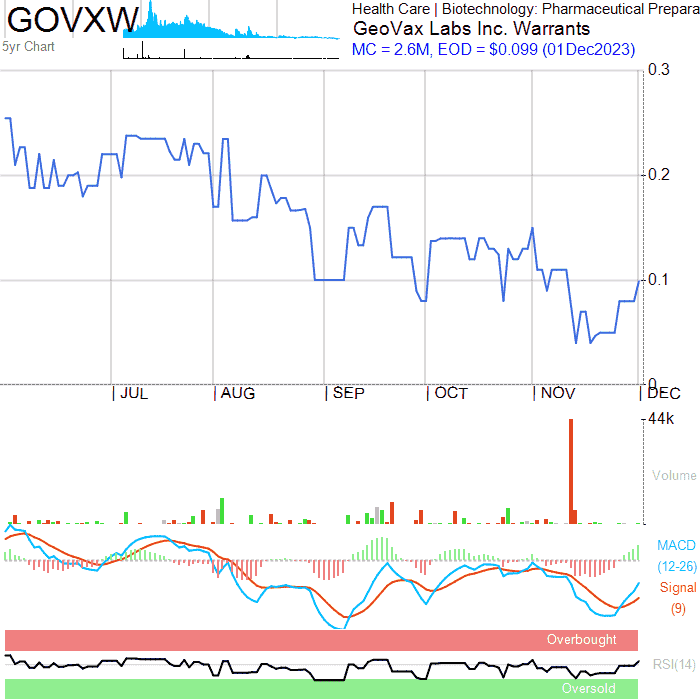 GOVXW
Health Care | Biotechnology: Pharmaceutical Prepara
GeoVax Labs Inc. Warrants
MC = 2.6M, EOD = $0.099 (01Dec2023)
5yr Chart
0.3
0.2
0.1
0
JUL
AUG
SEP
OCT
NOV
DEC
44k
Volume
MACD
(12-26)
Signal
(9)
Overbought
RSI(14)
Oversold